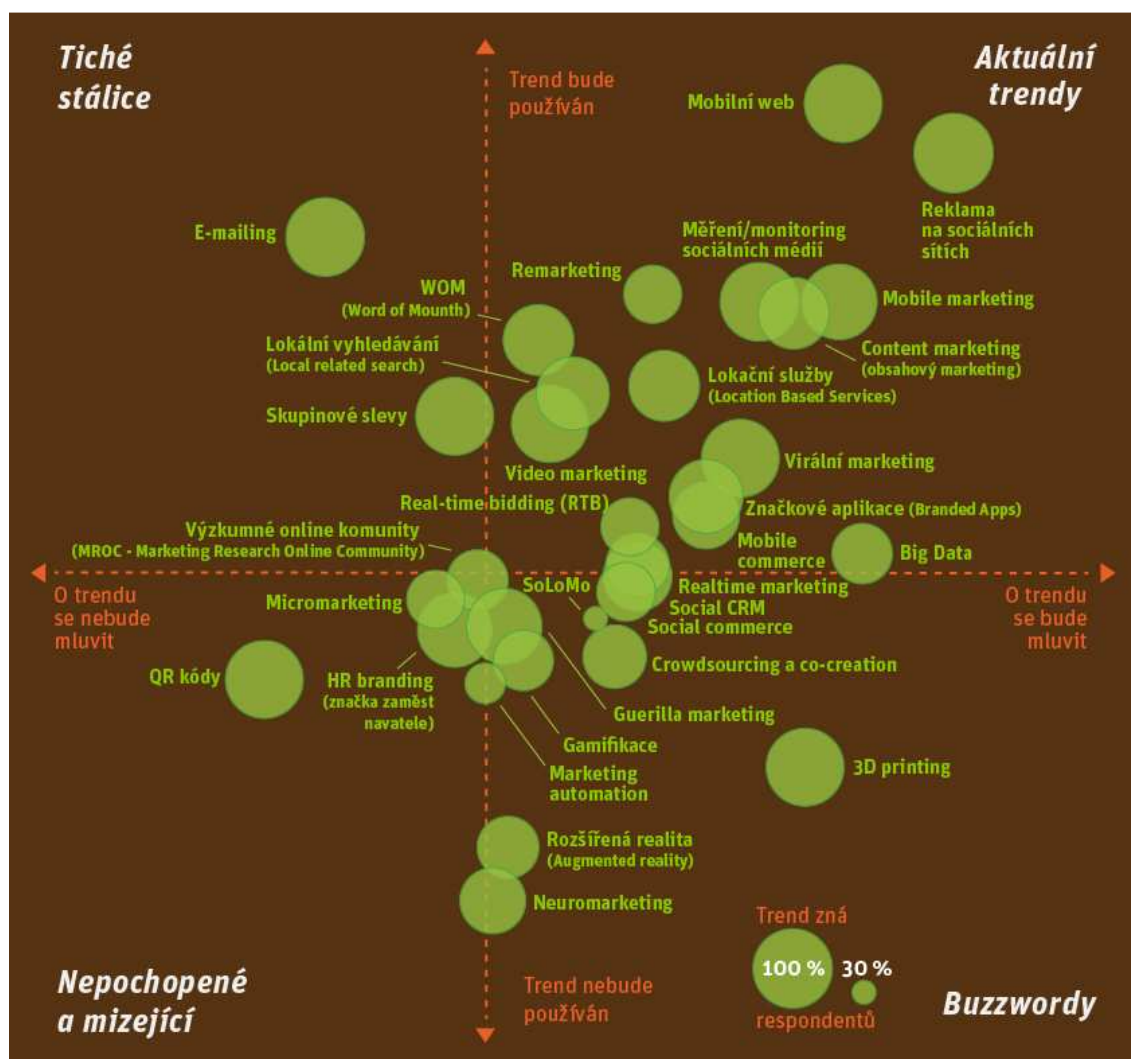 Tiché
stálice
Trend bude
používán
Aktuální
trendy
Mobilní web
Reklama
na sociálních
sítích
E-mailing
Měření/monitoring
sociálních médií
Remarketing
WOM
(Word of Mounth)
Mobile marketing
Lokální vyhledávání
(Local related search)
Content marketing
(obsahový marketing)
Lokační služby
(Location Based Services)
Skupinové slevy
Video marketing
Virální marketing
Real-time bidding (RTB)
Značkové aplikace (Branded Apps)
Výzkumné online komunity
(MROC - Marketing Research Online Community)
Mobile
commerce
Big Data
O trendu
se nebude
mluvit
Micromarketing
SoLoMo
Realtime marketing
Social CRM
Social commerce
O trendu
se bude
mluvit
QR kódy
HR branding
(značka zaměst
navatele)
Crowdsourcing a co-creation
Guerilla marketing
Gamifikace
Marketing
automation
3D printing
Rozšířená realita
(Augmented reality)
Neuromarketing
Trend zná
100 % 30 %
respondentů
Nepochopené
a mizející
Trend nebude
používán
Buzzwordy